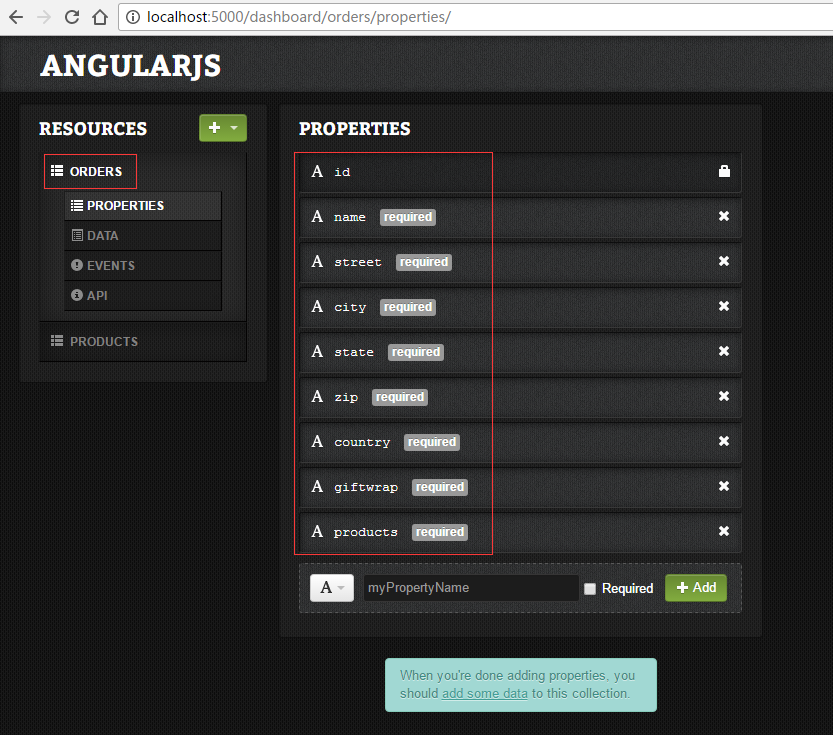 localhost:5000/dashboard/orders/properties/
ANGULARJS
RESOURCES
ORDERS
PROPERTIES
DATA
EVENTS
API
PRODUCTS
PROPERTIES
A id
A name required
A street required
A city required
A state required
A zip required
A country required
A giftwrap required
A products required
A myPropertyName Required Add
When you're done adding properties, you
should add some data to this collection.